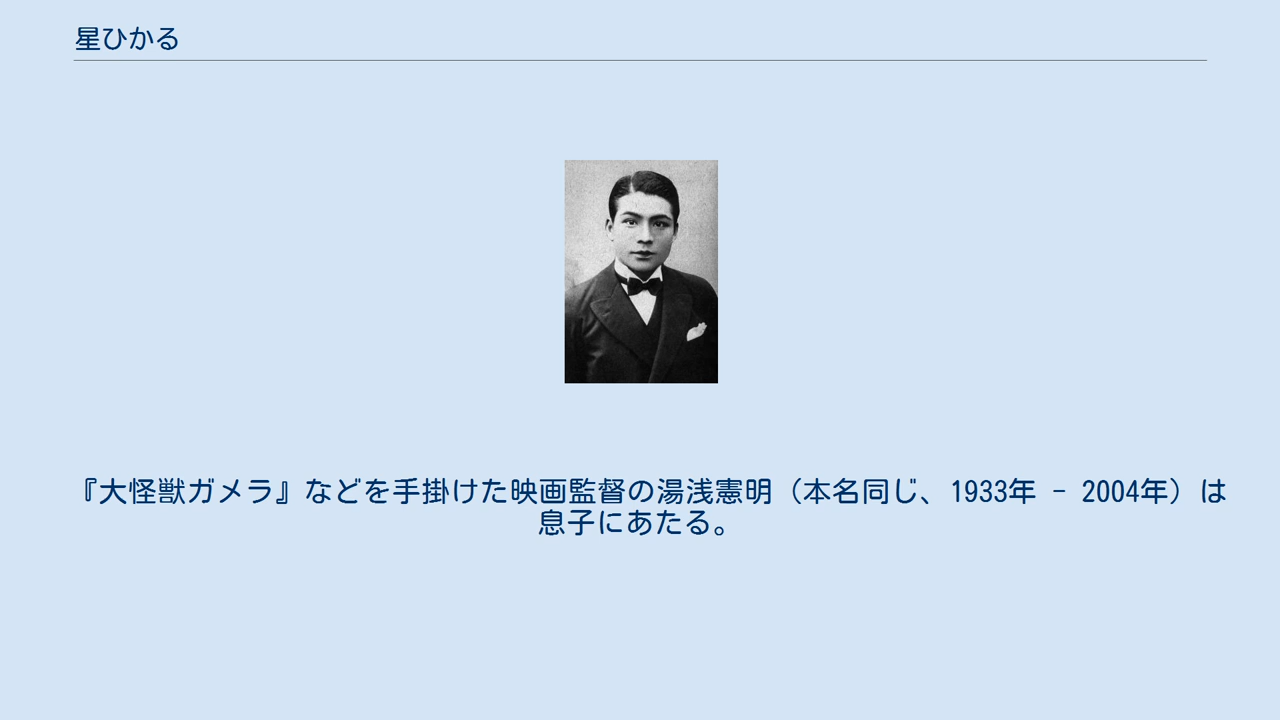 星ひかる
『大怪獣ガメラ』などを手掛けた映画監督の湯浅憲明（本名同じ、1933年 - 2004年）は
息子にあたる。